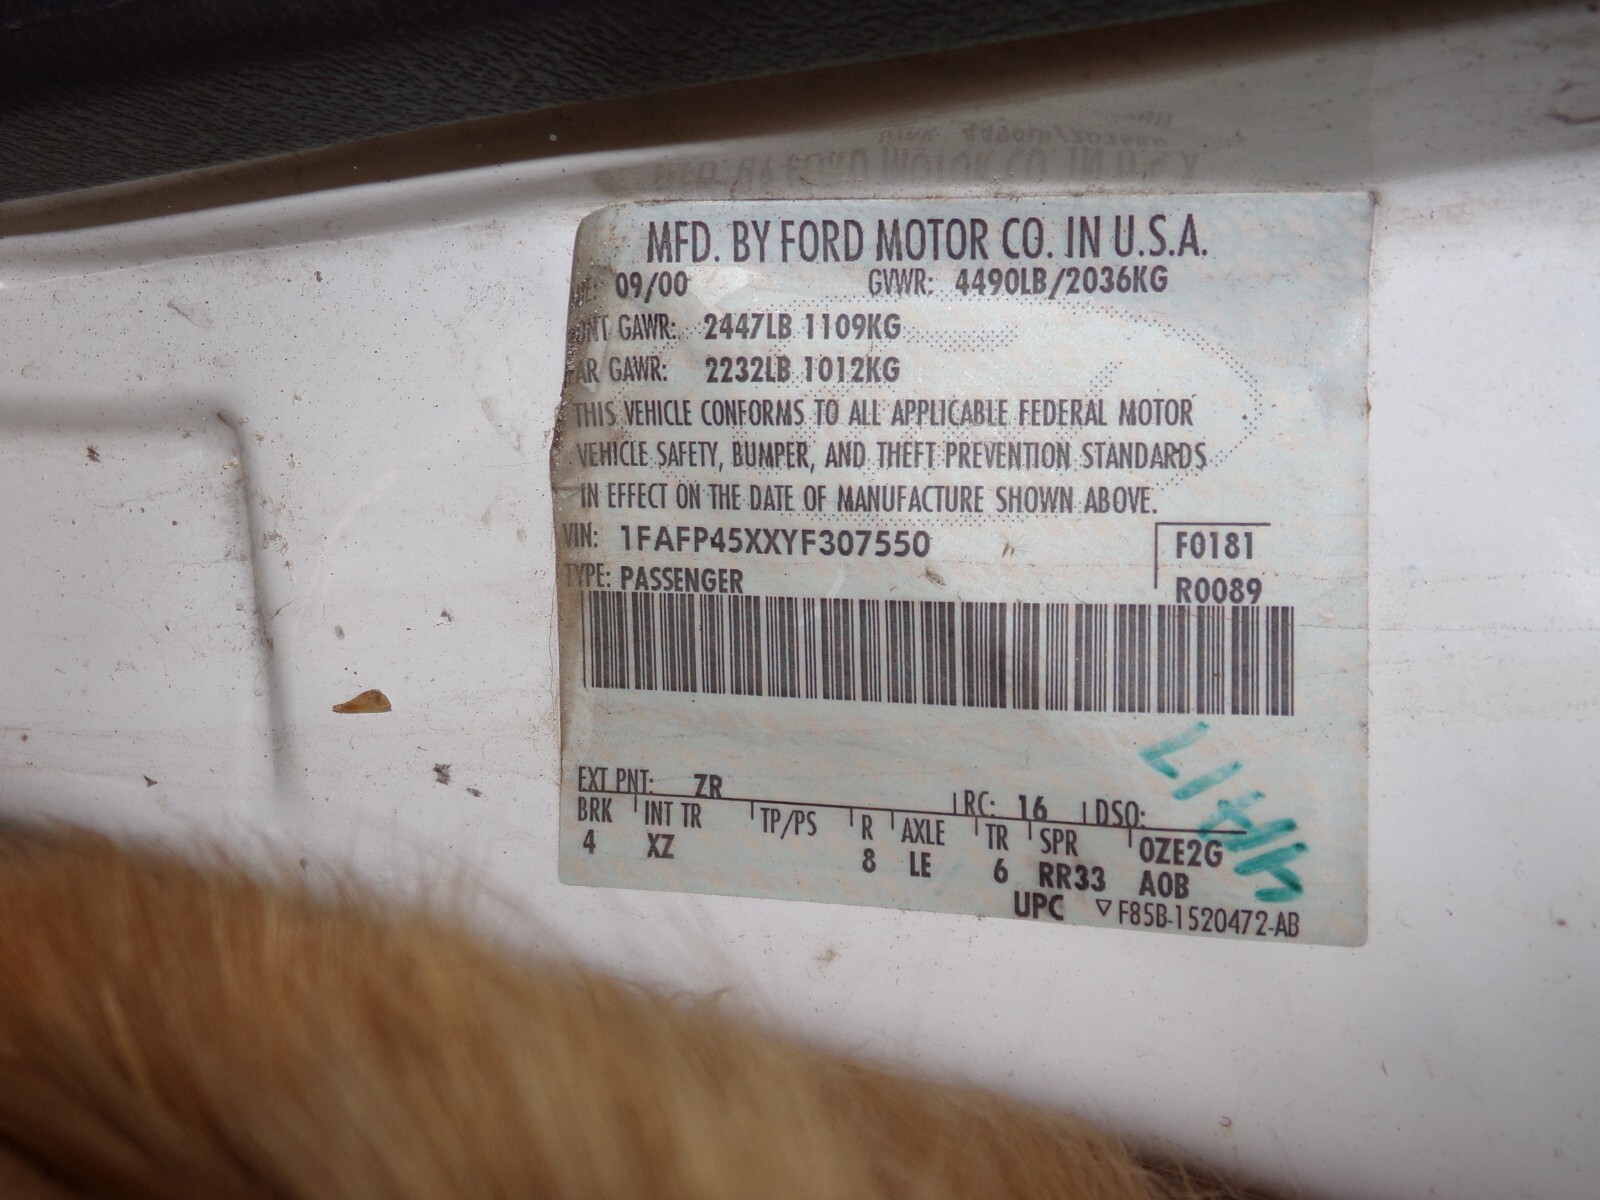 MFD. BY FORD MOTOR CO. IN U.S.A.
09/00 GVWR: 4490LB/2036KG
GAWR: 2447LB 1109KG
GAWR: 2232LB 1012KG
THIS VEHICLE CONFORMS TO ALL APPLICABLE FEDERAL MOTOR
VEHICLE SAFETY, BUMPER, AND THEFT PREVENTION STANDARDS
IN EFFECT ON THE DATE OF MANUFACTURE SHOWN ABOVE.
VIN: 1FAFP45XXYF307550 F0181
TYPE: PASSENGER R0089
EXT PNT: ZR RC: 16 DSO:
BRK INT TR TP/PS R AXLE TR SPR 0ZE2G
4 XZ 8 LE 6 RR33 A0B
UPC ▽F85B-1520472-AB